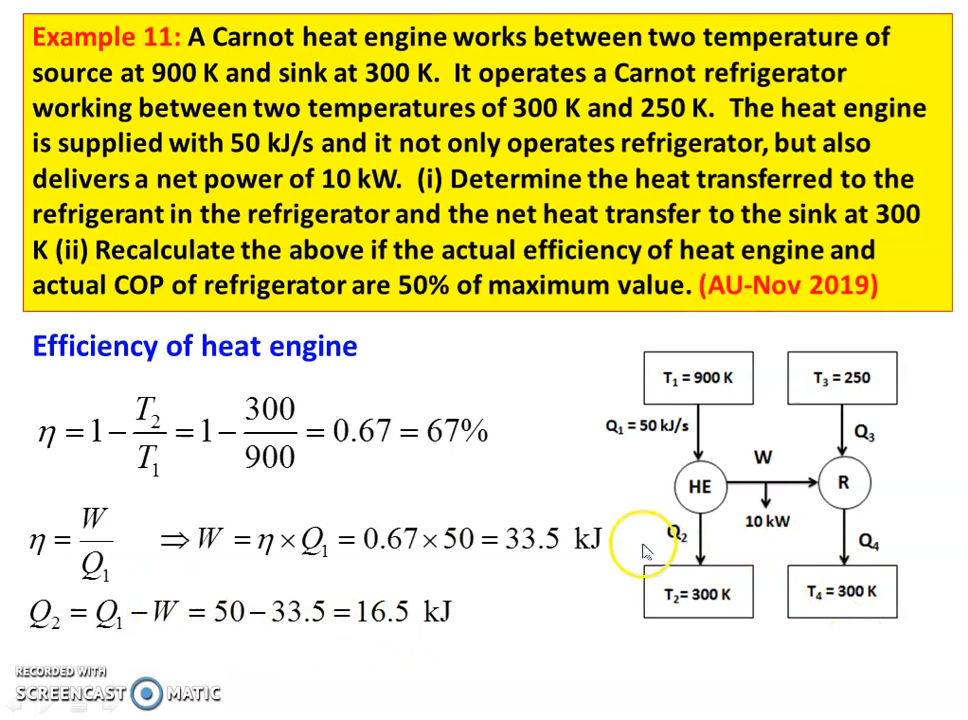 Example 11: A Carnot heat engine works between two temperature of
source at 900 K and sink at 300 K.  It operates a Carnot refrigerator
working between two temperatures of 300 K and 250 K.  The heat engine
is supplied with 50 kJ/s and it not only operates refrigerator, but also
delivers a net power of 10 kW.  (i) Determine the heat transferred to the
refrigerant in the refrigerator and the net heat transfer to the sink at 300
K (ii) Recalculate the above if the actual efficiency of heat engine and
actual COP of refrigerator are 50% of maximum value. (AU-Nov 2019)
Efficiency of heat engine
η = 1 − T₂/T₁ = 1 − 300/900 = 0.67 = 67%
η = W/Q₁ ⇒ W = η × Q₁ = 0.67 × 50 = 33.5 kJ
Q₂ = Q₁ − W = 50 − 33.5 = 16.5 kJ
T₁ = 900 K
T₃ = 250
Q₁ = 50 kJ/s
Q₃
W
HE
R
10 kW
Q₂
Q₄
T₂= 300 K
T₄ = 300 K
RECORDED WITH
SCREENCAST MATIC